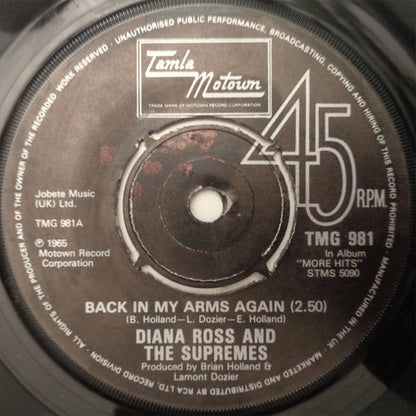 UNAUTHORISED PUBLIC PERFORMANCE, BROADCASTING, COPYING AND HIRING OF THIS RECORD PROHIBITED.
Tamla
Motown
TRADE MARK OF MOTOWN RECORD CORPORATION
45
R.P.M.
Jobete Music
(UK) Ltd.
TMG 981A
℗ 1965
Motown Record
Corporation
TMG 981
In Album
"MORE HITS"
STMS 5090
BACK IN MY ARMS AGAIN (2.50)
(B. Holland—L. Dozier—E. Holland)
DIANA ROSS AND
THE SUPREMES
Produced by Brian Holland &
Lamont Dozier
ALL RIGHTS OF THE PRODUCER AND OF THE OWNER OF THE RECORDED WORK RESERVED
MANUFACTURED IN THE UK. MARKETED AND DISTRIBUTED BY RCA LTD. RECORD DIVISION.